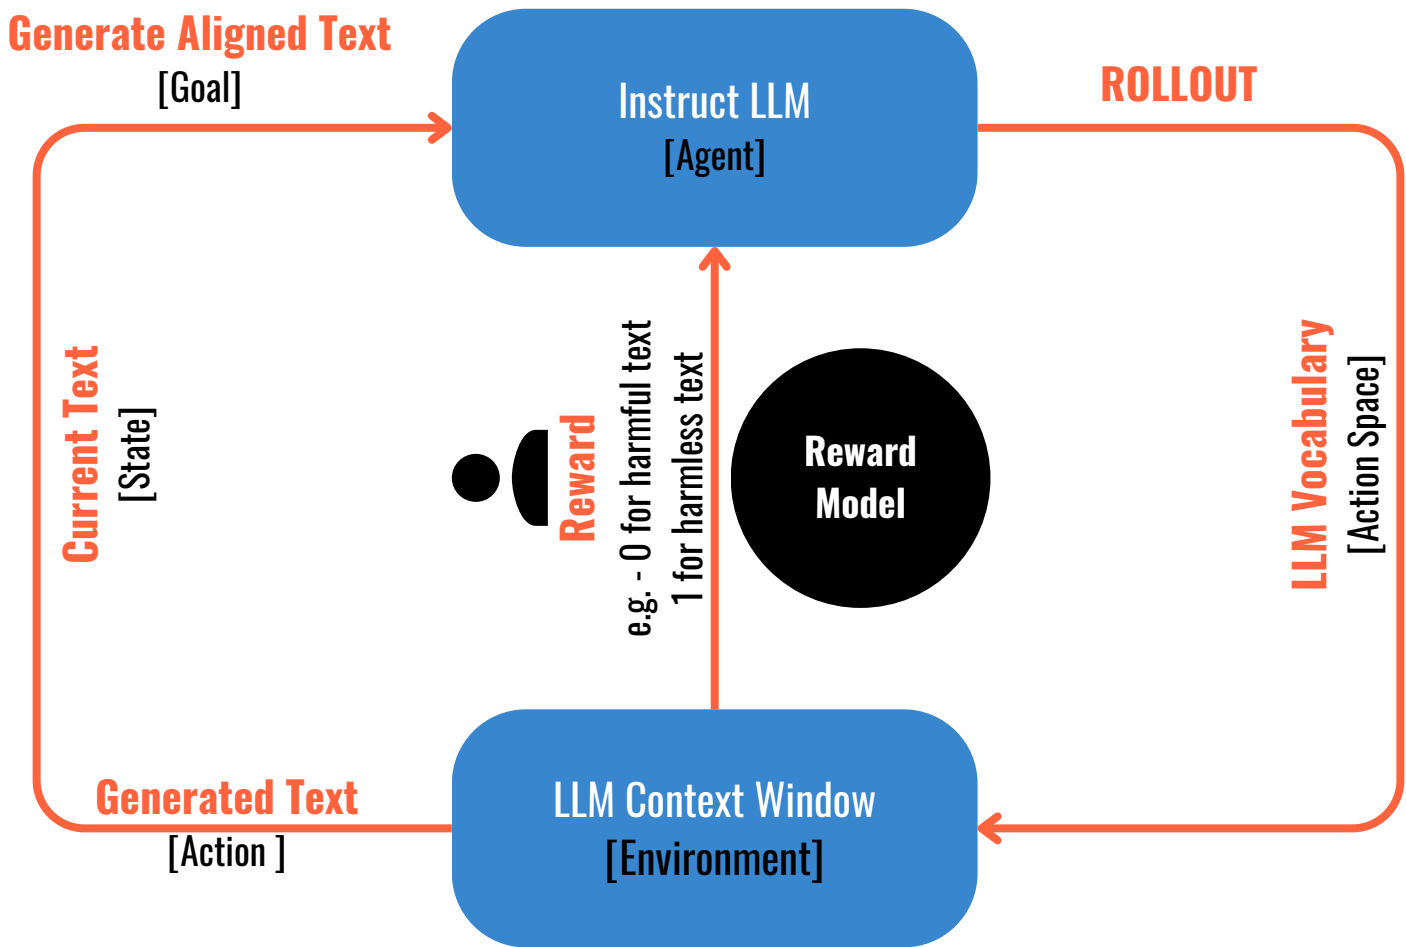 Generate Aligned Text
[Goal]
Instruct LLM
[Agent]
ROLLOUT
Current Text
[State]
Reward
e.g. - 0 for harmful text
1 for harmless text
Reward
Model
LLM Vocabulary
[Action Space]
Generated Text
[Action ]
LLM Context Window
[Environment]